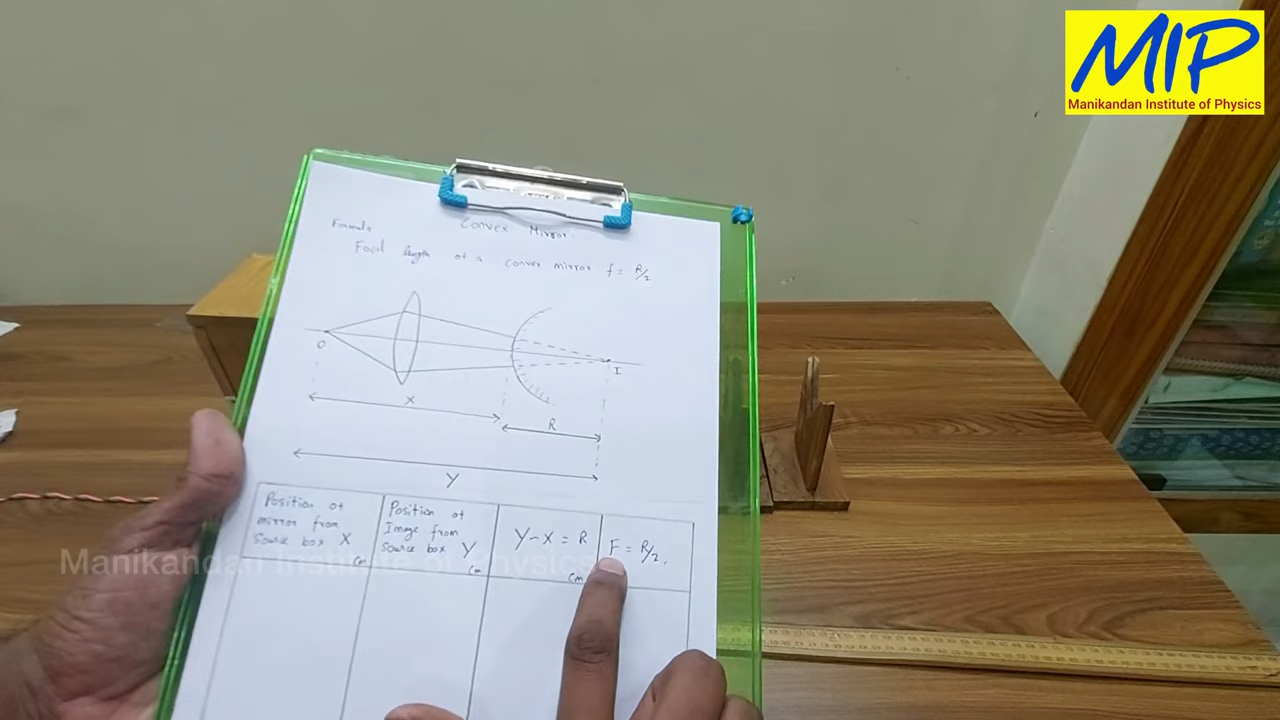 MIP
Manikandan Institute of Physics
Convex Mirror
Formula
Focal length of a convex mirror f = R/2
O
I
X
R
Y
Position of mirror from source box X cm
Position of Image from source box Y cm
Y~X = R cm
F = R/2.
Manikandan Institute of Physics